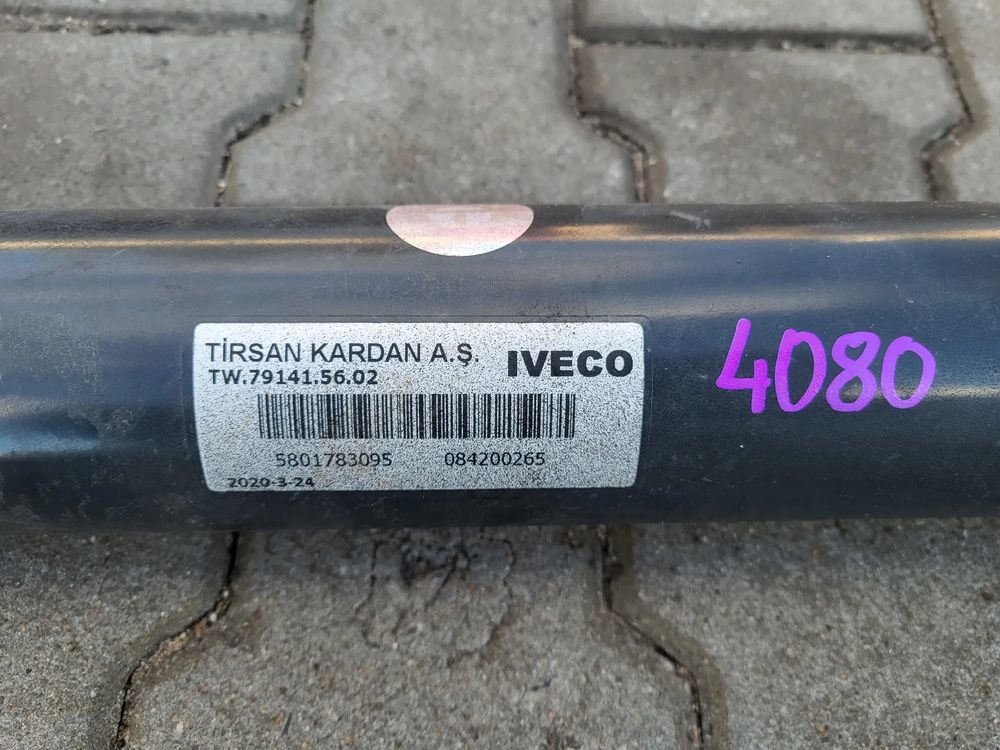 TİRSAN KARDAN A.Ş. IVECO
TW.79141.56.02
5801783095 084200265
2020-3-24
4080